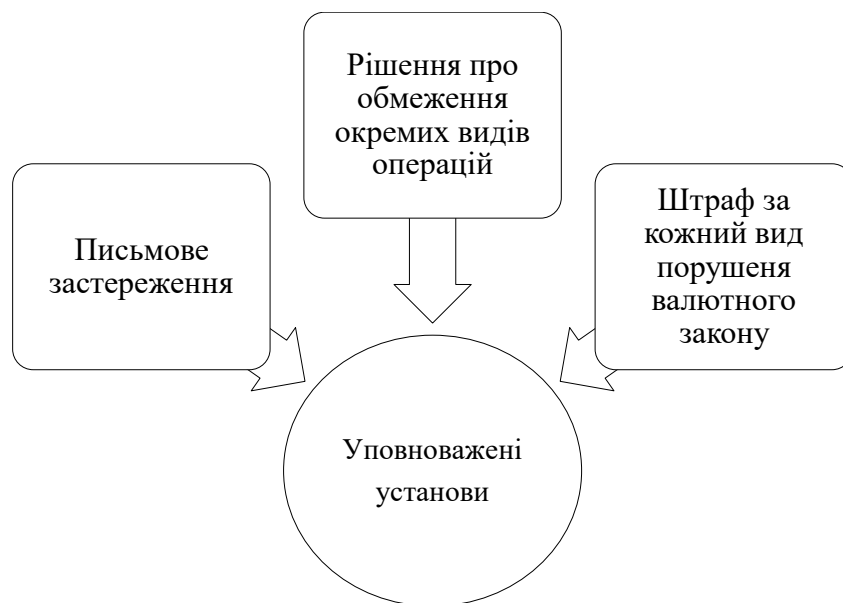 Рішення про
обмеження
окремих видів
операцій
Письмове
застереження
Штраф за
кожний вид
порушеня
валютного
закону
Уповноважені
установи